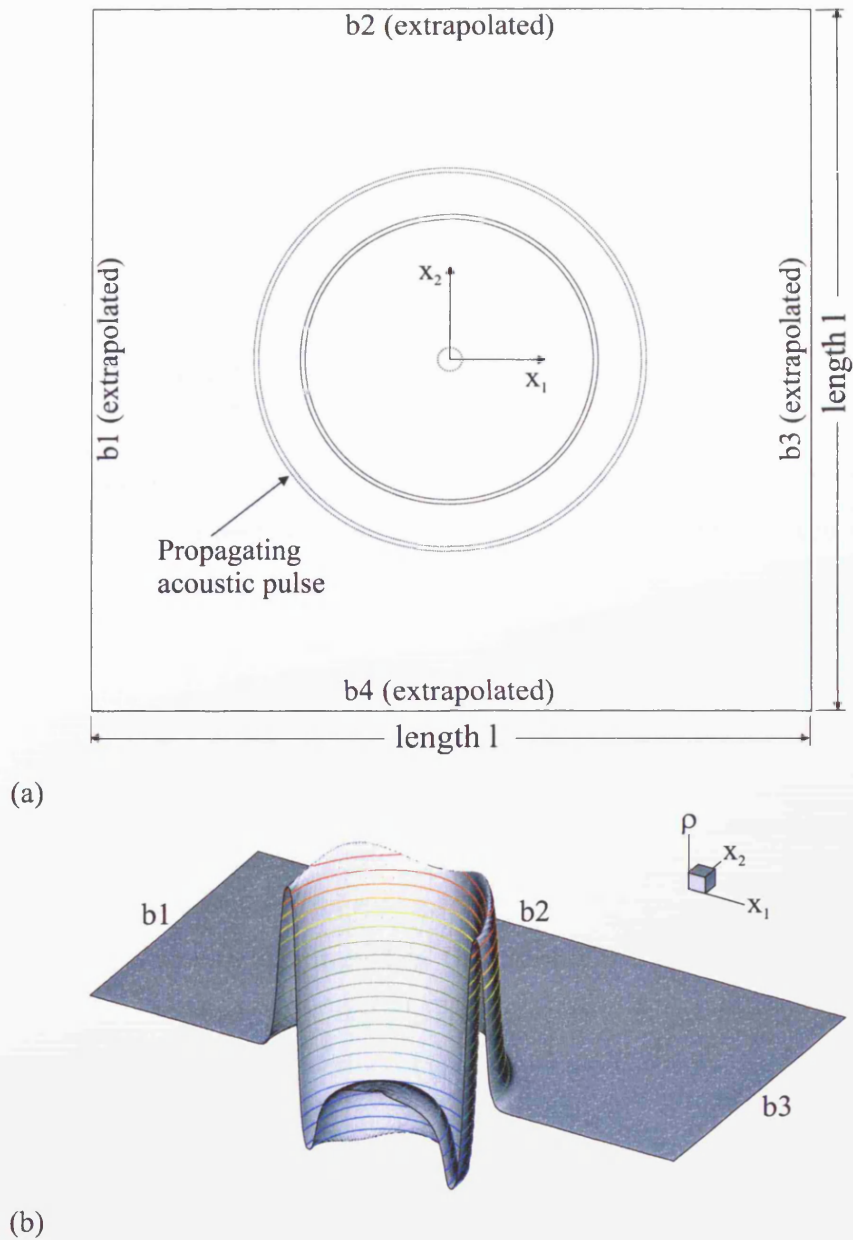 b2 (extrapolated)
b1 (extrapolated)
x₂
x₁
b3 (extrapolated)
length l
Propagating
acoustic pulse
b4 (extrapolated)
length l
(a)
ρ
x₂
x₁
b1
b2
b3
(b)